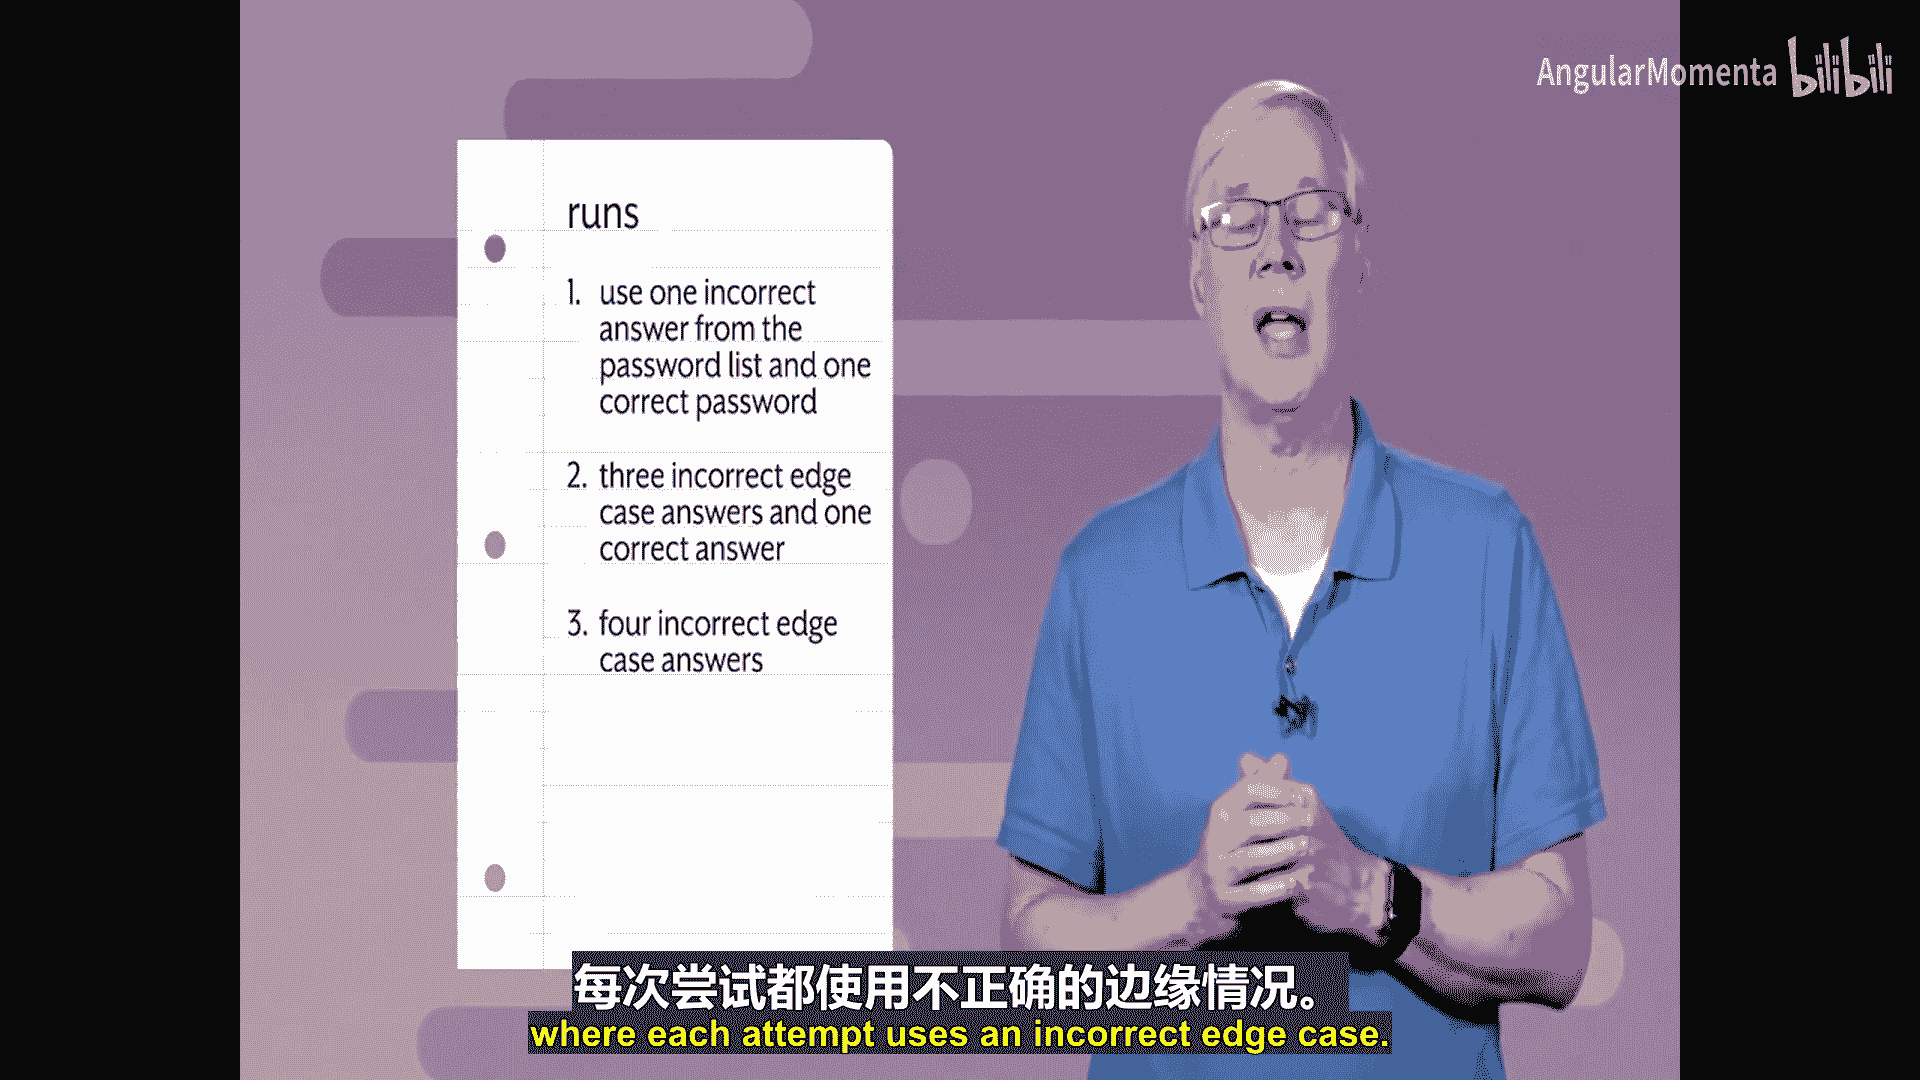 AngularMomenta bilibili
runs
1. use one incorrect
answer from the
password list and one
correct password
2. three incorrect edge
case answers and one
correct answer
3. four incorrect edge
case answers
每次尝试都使用不正确的边缘情况。
where each attempt uses an incorrect edge case.